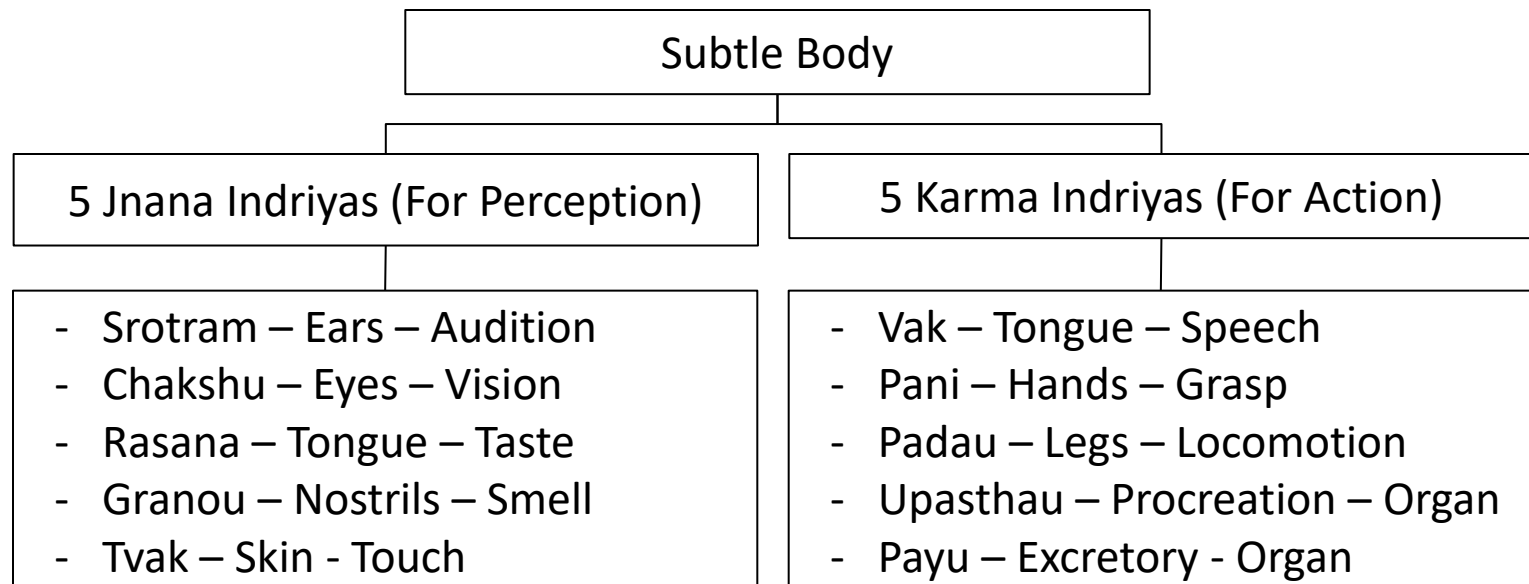 Subtle Body
5 Jnana Indriyas (For Perception)
5 Karma Indriyas (For Action)
- Srotram – Ears – Audition
- Chakshu – Eyes – Vision
- Rasana – Tongue – Taste
- Granou – Nostrils – Smell
- Tvak – Skin - Touch
- Vak – Tongue – Speech
- Pani – Hands – Grasp
- Padau – Legs – Locomotion
- Upasthau – Procreation – Organ
- Payu – Excretory - Organ